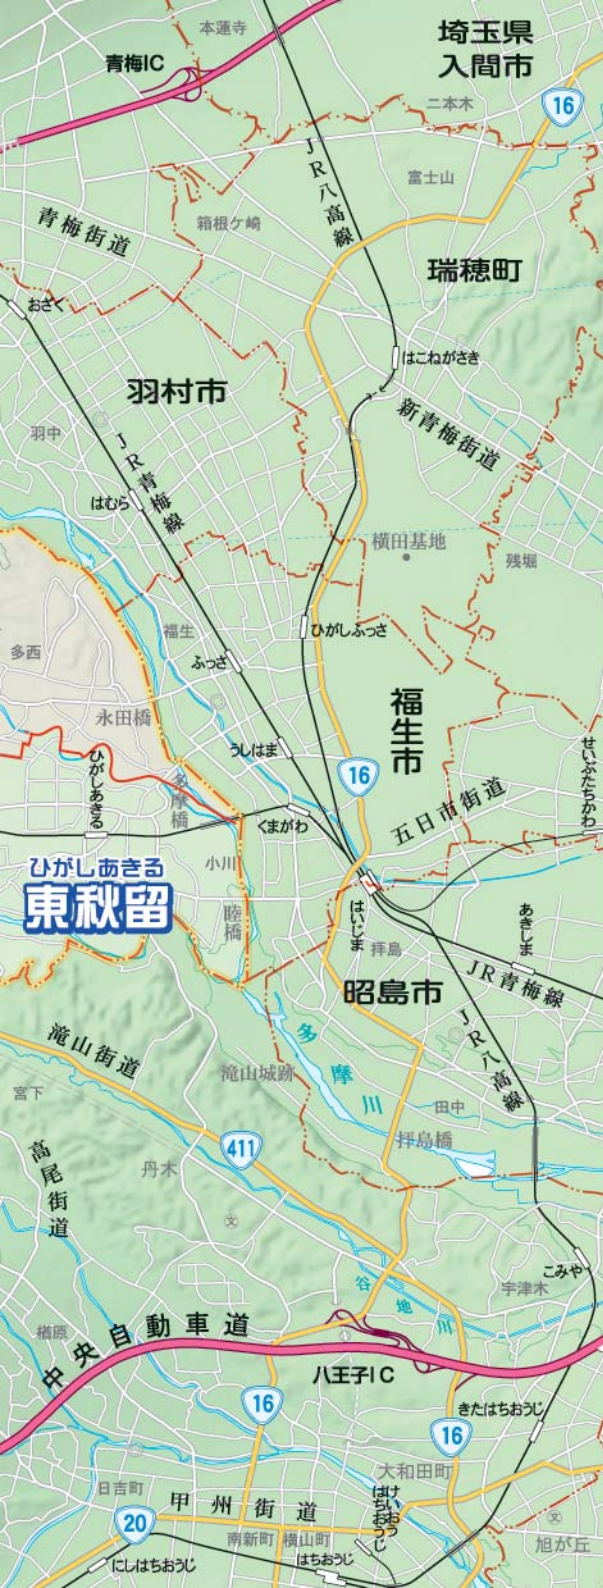 本蓮寺
埼玉県
入間市
青梅IC
二本木
16
JR八高線
富士山
箱根ケ崎
青梅街道
瑞穂町
おざく
はこねがさき
羽村市
新青梅街道
羽中
JR青梅線
はむら
横田基地
残堀
福生
ひがしふっさ
多西
ふっさ
永田橋
福生市
うしはま
せいぶたちかわ
ひがしあきる
16
多摩橋
五日市街道
くまがわ
小川
ひがしあきる
東秋留
睦橋
はいじま
あきしま
拝島
JR青梅線
昭島市
多摩川
滝山街道
滝山城跡
JR八高線
宮下
田中
拝島橋
411
高尾街道
丹木
文
こみや
谷地川
宇津木
楢原
中央自動車道
八王子IC
16
きたはちおうじ
16
大和田町
日吉町
甲州街道
けいおう
はちおうじ
20
南新町
横山町
文
旭が丘
にしはちおうじ
はちおうじ